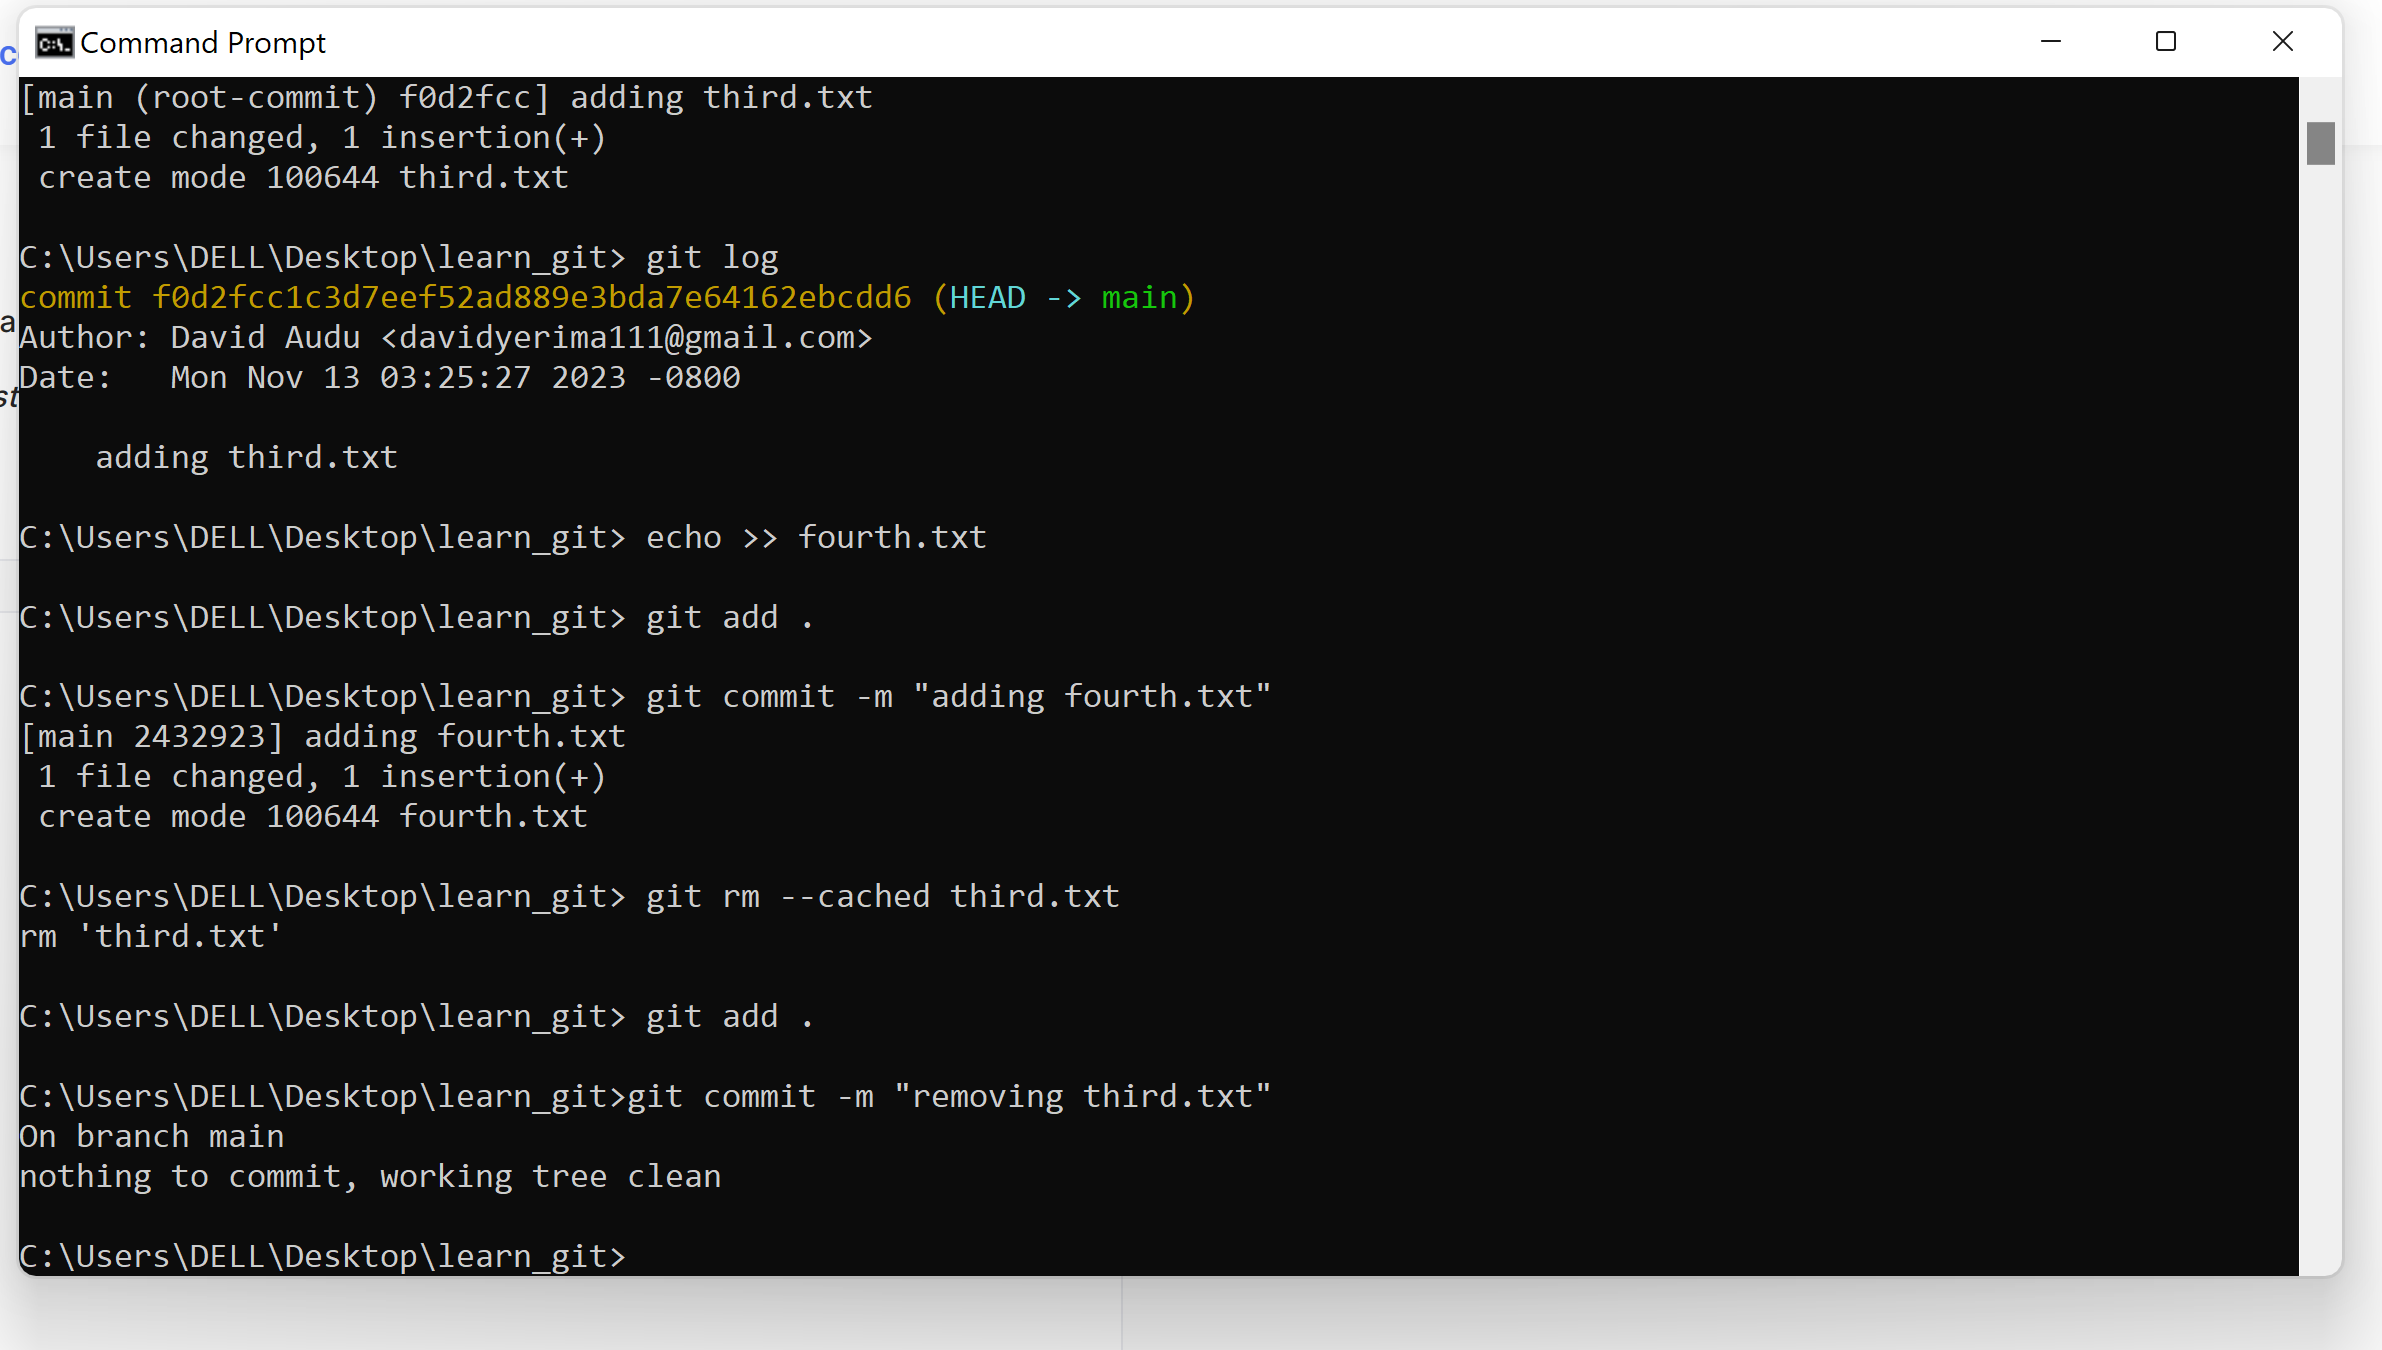 Command Prompt
[main (root-commit) f0d2fcc] adding third.txt
 1 file changed, 1 insertion(+)
 create mode 100644 third.txt
C:\Users\DELL\Desktop\learn_git> git log
commit f0d2fcc1c3d7eef52ad889e3bda7e64162ebcdd6 (HEAD -> main)
Author: David Audu <davidyerima111@gmail.com>
Date:   Mon Nov 13 03:25:27 2023 -0800
    adding third.txt
C:\Users\DELL\Desktop\learn_git> echo >> fourth.txt
C:\Users\DELL\Desktop\learn_git> git add .
C:\Users\DELL\Desktop\learn_git> git commit -m "adding fourth.txt"
[main 2432923] adding fourth.txt
 1 file changed, 1 insertion(+)
 create mode 100644 fourth.txt
C:\Users\DELL\Desktop\learn_git> git rm --cached third.txt
rm 'third.txt'
C:\Users\DELL\Desktop\learn_git> git add .
C:\Users\DELL\Desktop\learn_git>git commit -m "removing third.txt"
On branch main
nothing to commit, working tree clean
C:\Users\DELL\Desktop\learn_git>